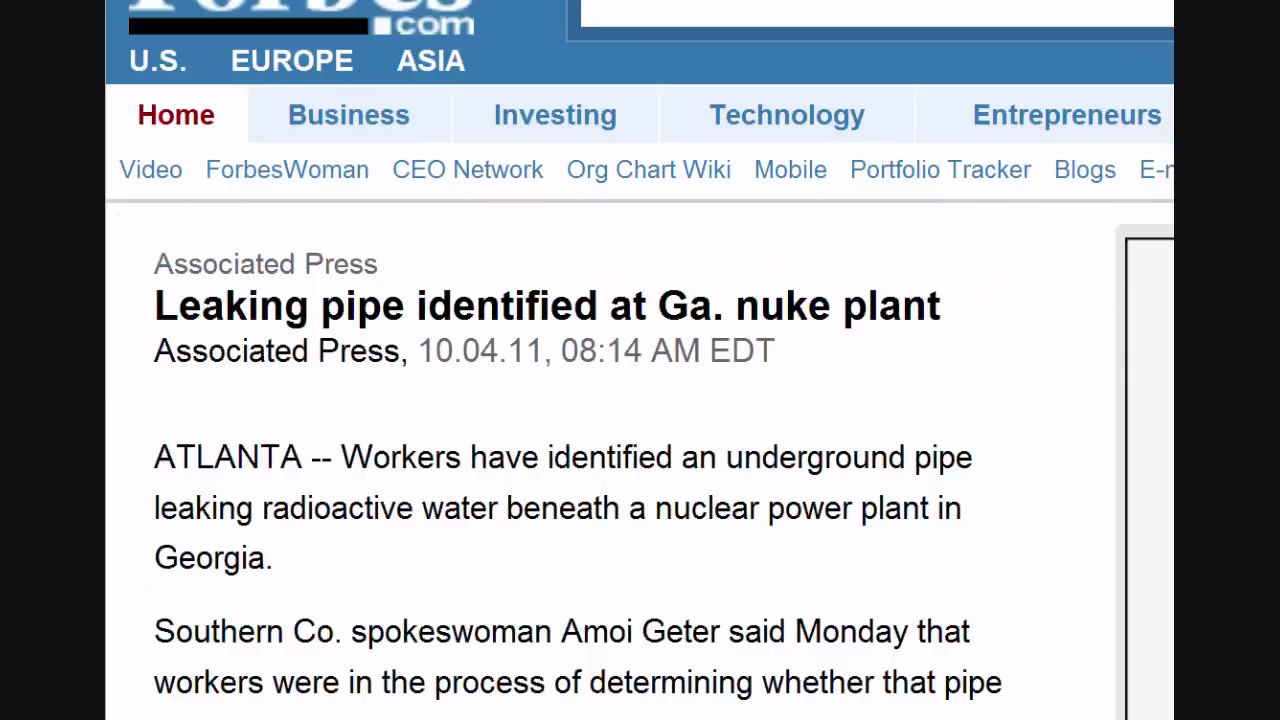 Forbes
.com
U.S. EUROPE ASIA
Home Business Investing Technology Entrepreneurs
Video ForbesWoman CEO Network Org Chart Wiki Mobile Portfolio Tracker Blogs
Associated Press
Leaking pipe identified at Ga. nuke plant
Associated Press, 10.04.11, 08:14 AM EDT
ATLANTA -- Workers have identified an underground pipe
leaking radioactive water beneath a nuclear power plant in
Georgia.
Southern Co. spokeswoman Amoi Geter said Monday that
workers were in the process of determining whether that pipe